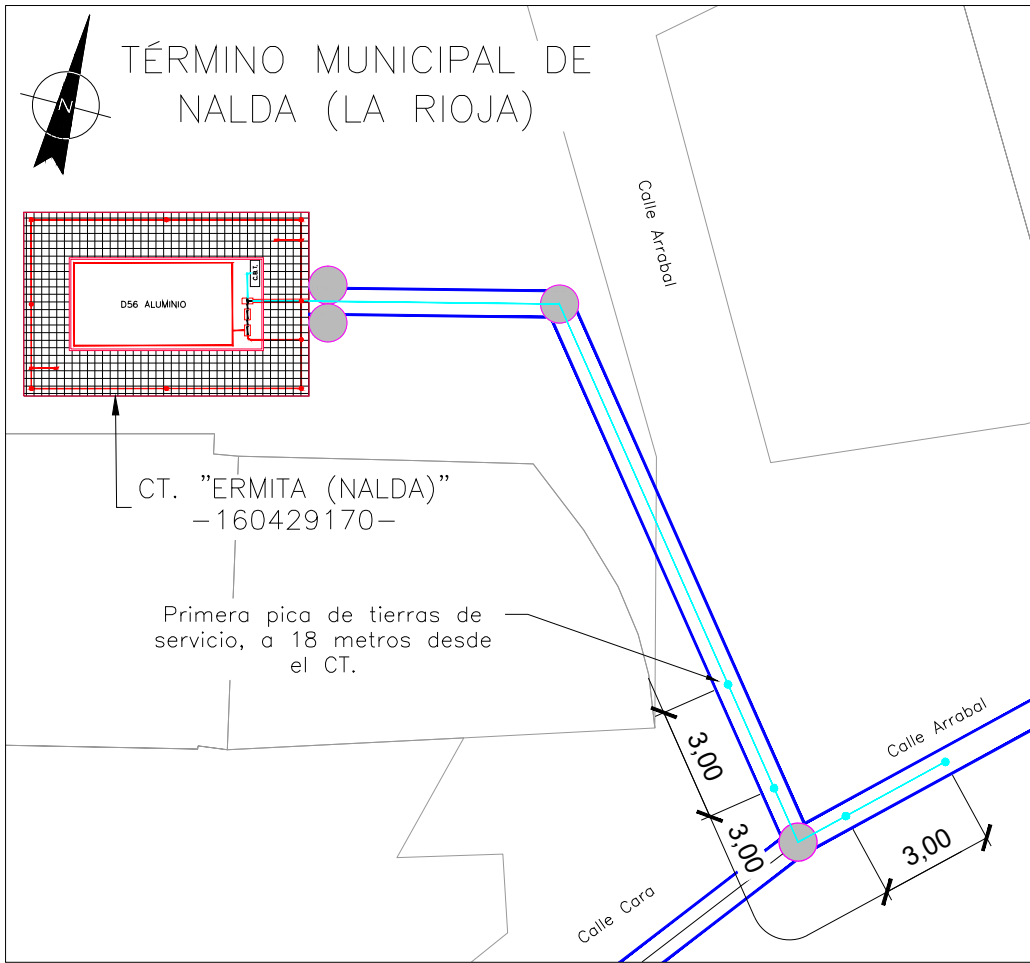 TÉRMINO MUNICIPAL DE
NALDA (LA RIOJA)
N
Calle Arrabal
C.B.T.
D56 ALUMINIO
CT. "ERMITA (NALDA)"
-160429170-
Primera pica de tierras de
servicio, a 18 metros desde
el CT.
3,00
3,00
Calle Arrabal
3,00
Calle Cara